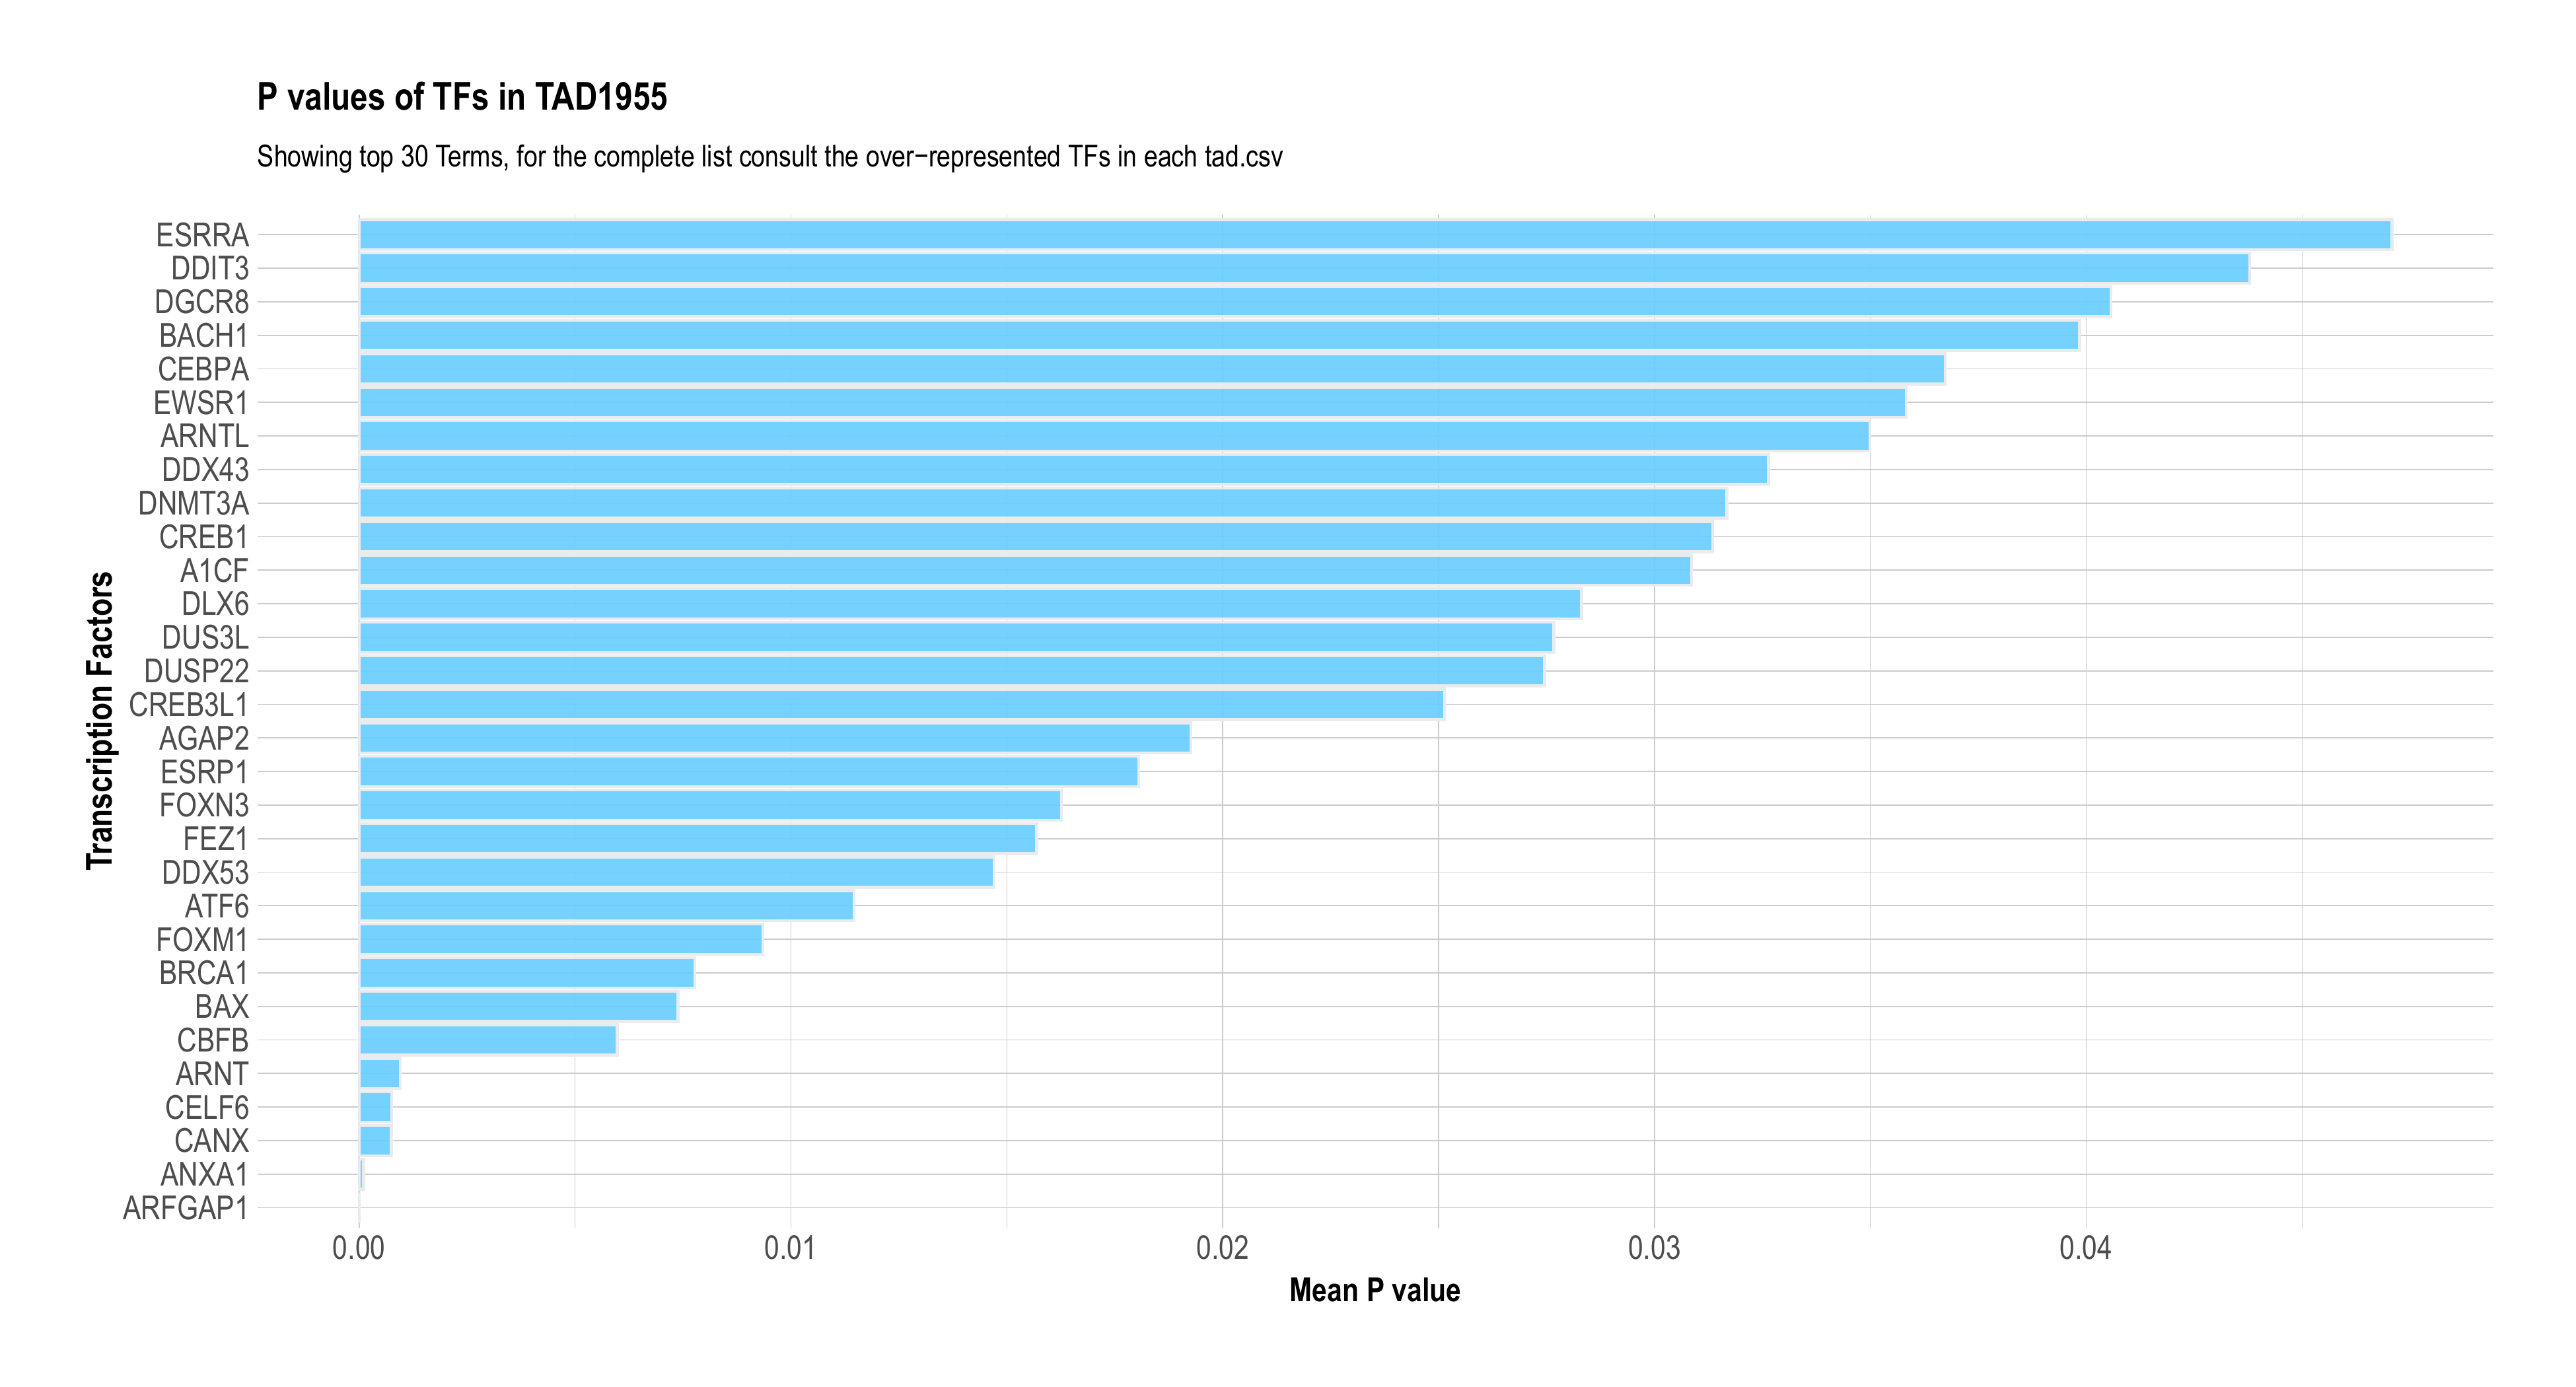 P values of TFs in TAD1955
Showing top 30 Terms, for the complete list consult the over−represented TFs in each tad.csv
Transcription Factors
ESRRA
DDIT3
DGCR8
BACH1
CEBPA
EWSR1
ARNTL
DDX43
DNMT3A
CREB1
A1CF
DLX6
DUS3L
DUSP22
CREB3L1
AGAP2
ESRP1
FOXN3
FEZ1
DDX53
ATF6
FOXM1
BRCA1
BAX
CBFB
ARNT
CELF6
CANX
ANXA1
ARFGAP1
0.00 0.01 0.02 0.03 0.04
Mean P value